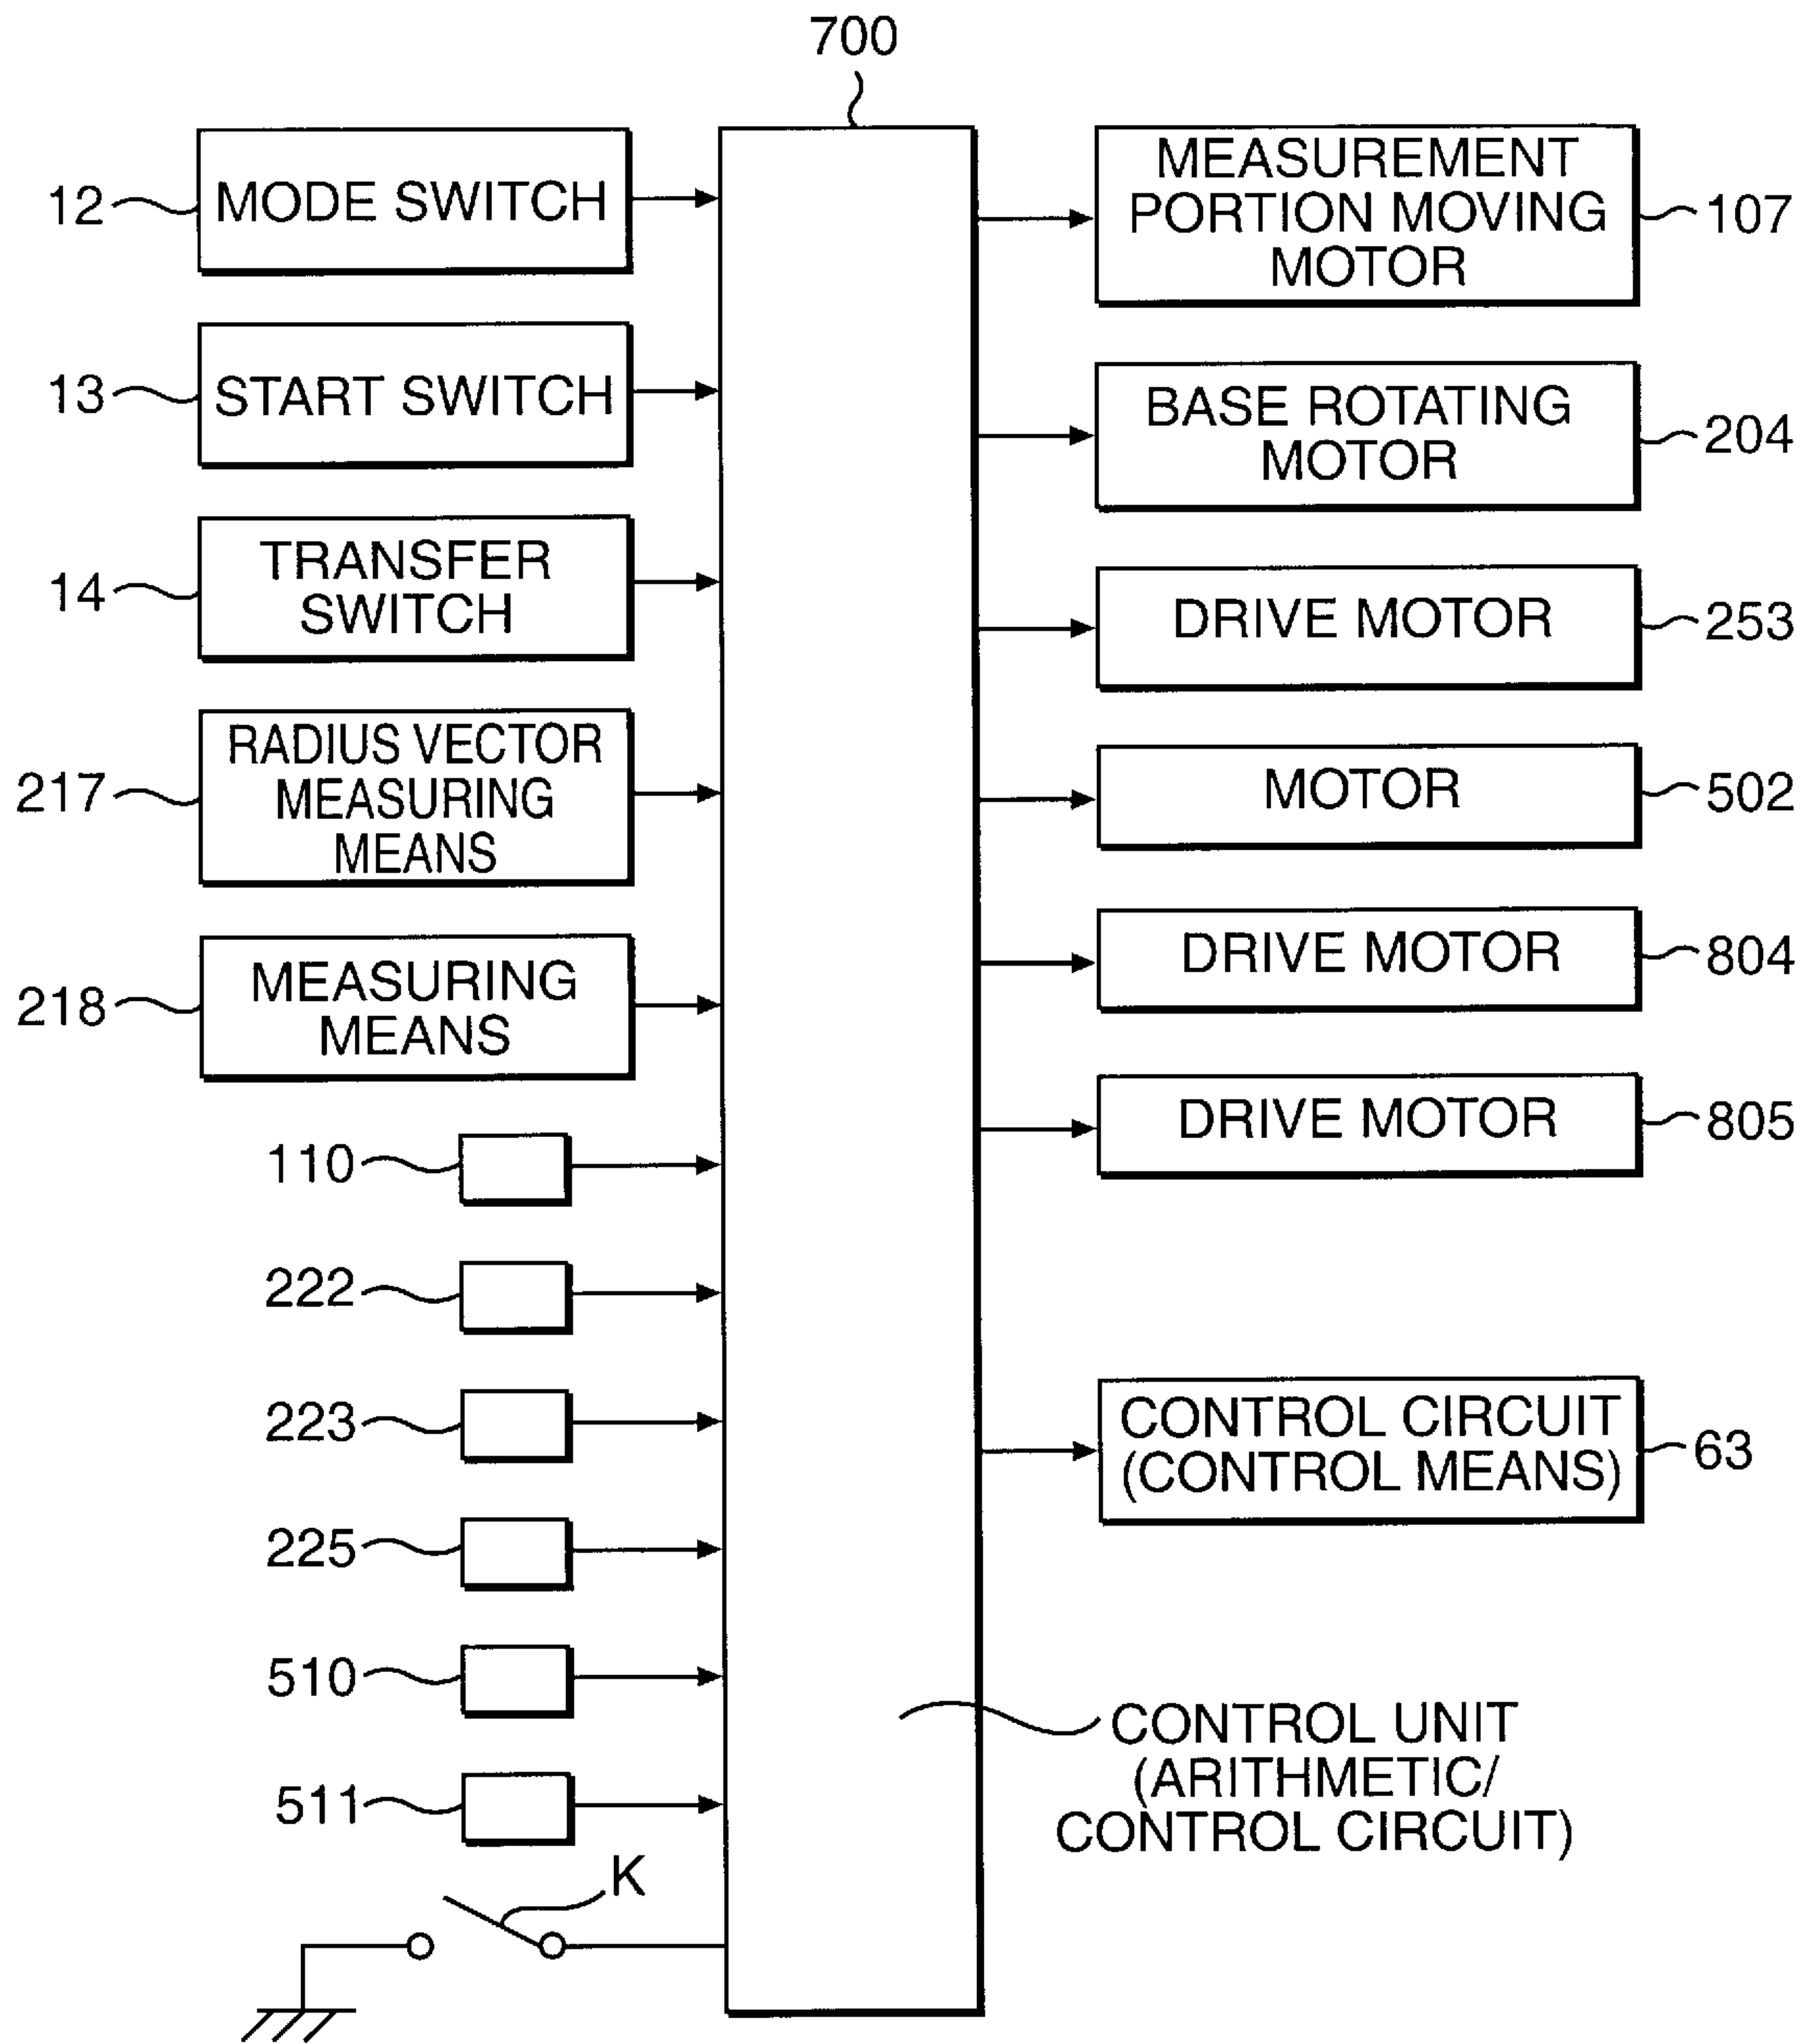 700
12
MODE SWITCH
13
START SWITCH
14
TRANSFER
SWITCH
217
RADIUS VECTOR
MEASURING
MEANS
218
MEASURING
MEANS
110
222
223
225
510
511
K
MEASUREMENT
PORTION MOVING
MOTOR
107
BASE ROTATING
MOTOR
204
DRIVE MOTOR
253
MOTOR
502
DRIVE MOTOR
804
DRIVE MOTOR
805
CONTROL CIRCUIT
(CONTROL MEANS)
63
CONTROL UNIT
(ARITHMETIC/
CONTROL CIRCUIT)